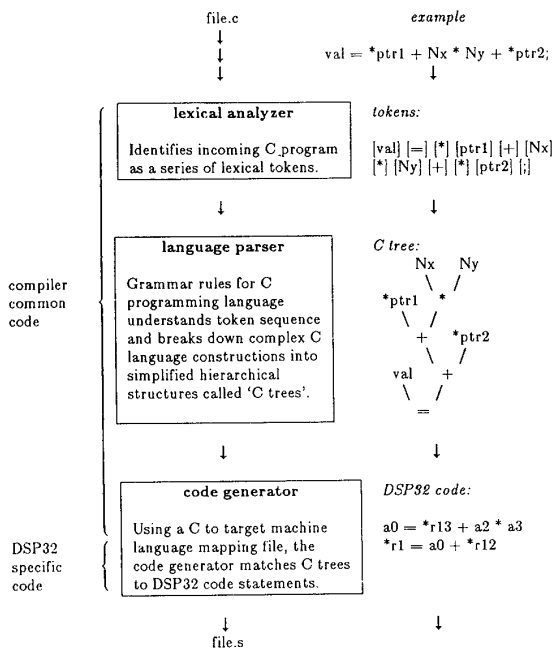 file.c
example
val = *ptr1 + Nx * Ny + *ptr2;
lexical analyzer
Identifies incoming C program
as a series of lexical tokens.
tokens:
[val] [=] [*] [ptr1] [+] [Nx]
[*] [Ny] [+] [*] [ptr2] [;]
compiler
common
code
language parser
Grammar rules for C
programming language
understands token sequence
and breaks down complex C
language constructions into
simplified hierarchical
structures called 'C trees'.
C tree:
Nx Ny
\ /
*ptr1 *
\ /
+ *ptr2
\ /
val +
\ /
=
code generator
Using a C to target machine
language mapping file, the
code generator matches C trees
to DSP32 code statements.
DSP32 code:
a0 = *r13 + a2 * a3
*r1 = a0 + *r12
DSP32
specific
code
file.s